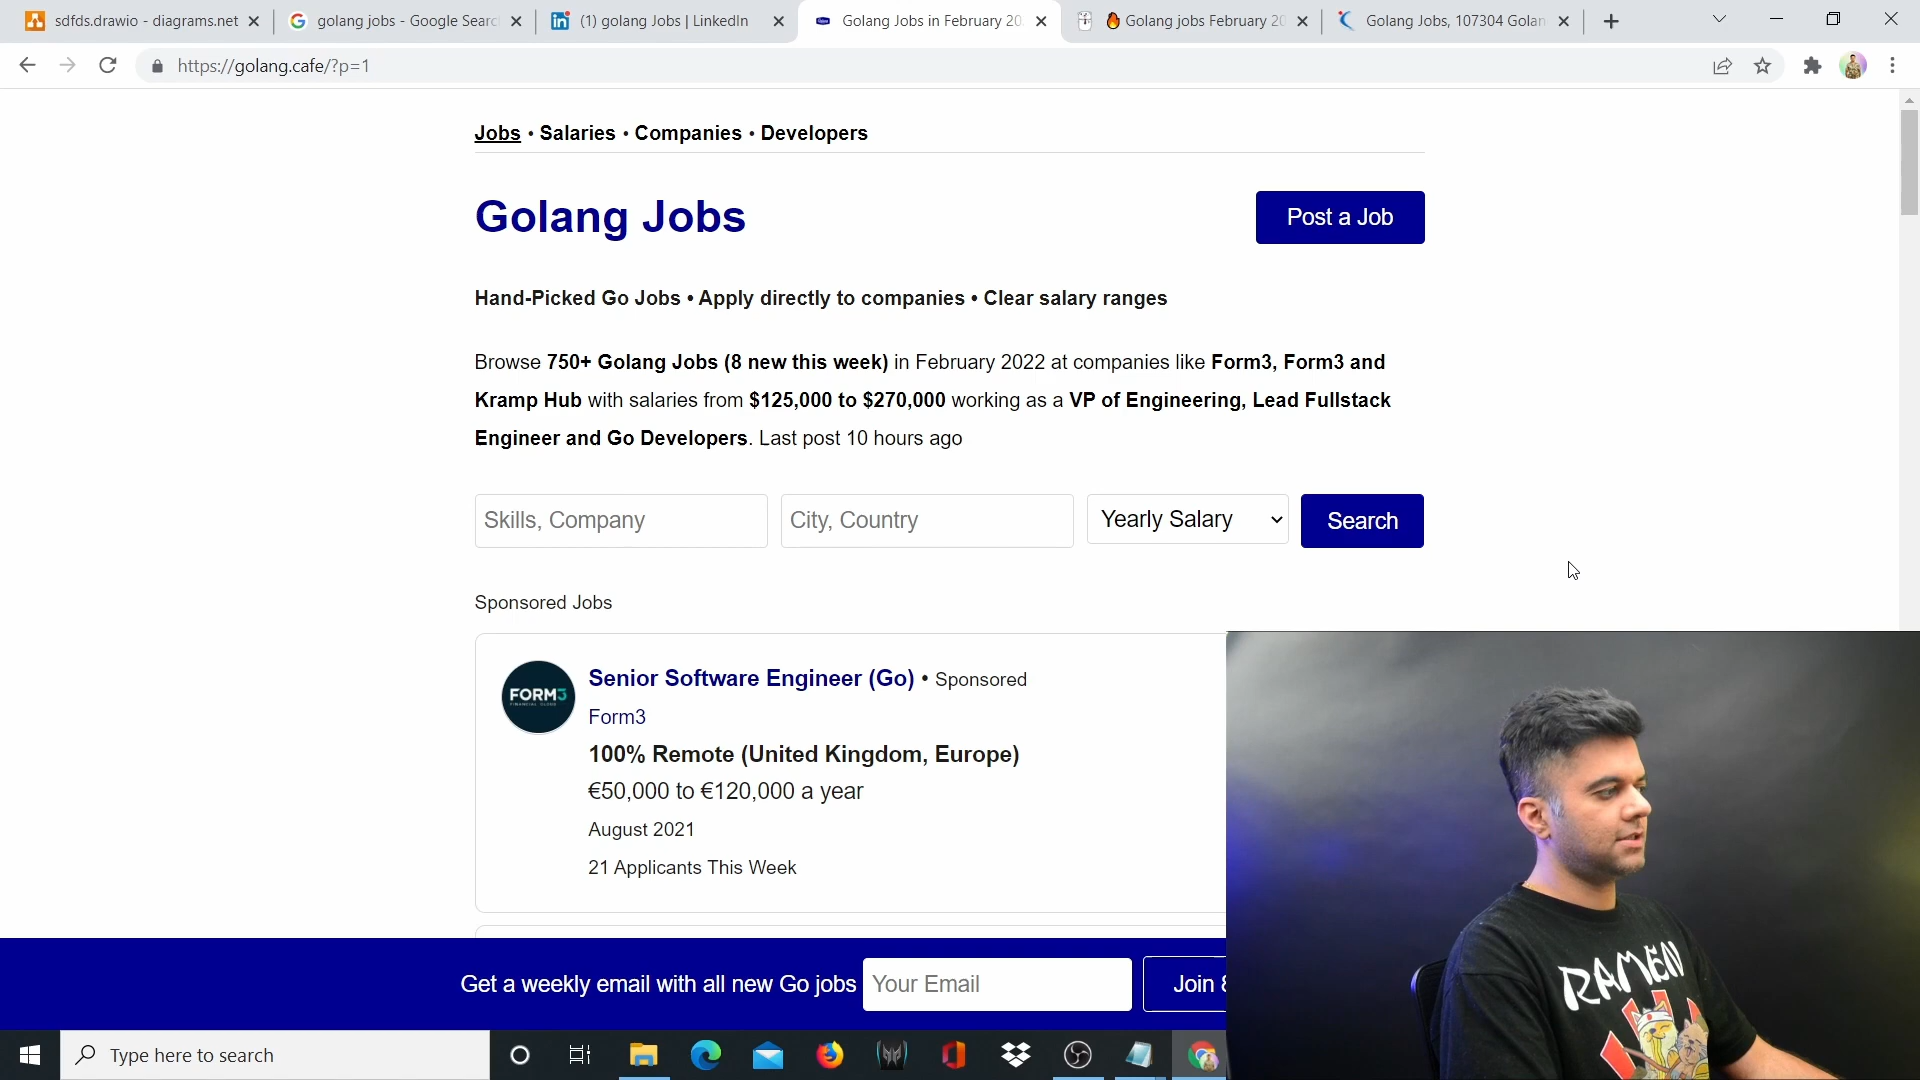 sdfds.drawio - diagrams.net
golang jobs - Google Searc
(1) golang Jobs | LinkedIn
Golang Jobs in February 20
Golang jobs February 20
Golang Jobs, 107304 Golan
https://golang.cafe/?p=1
Jobs • Salaries • Companies • Developers
Golang Jobs
Post a Job
Hand-Picked Go Jobs • Apply directly to companies • Clear salary ranges
Browse 750+ Golang Jobs (8 new this week) in February 2022 at companies like Form3, Form3 and
Kramp Hub with salaries from $125,000 to $270,000 working as a VP of Engineering, Lead Fullstack
Engineer and Go Developers. Last post 10 hours ago
Skills, Company
City, Country
Yearly Salary
Search
Sponsored Jobs
FORM3
FINANCIAL CLOUD
Senior Software Engineer (Go) • Sponsored
Form3
100% Remote (United Kingdom, Europe)
€50,000 to €120,000 a year
August 2021
21 Applicants This Week
Get a weekly email with all new Go jobs
Your Email
Join 8
RAMEN
Type here to search